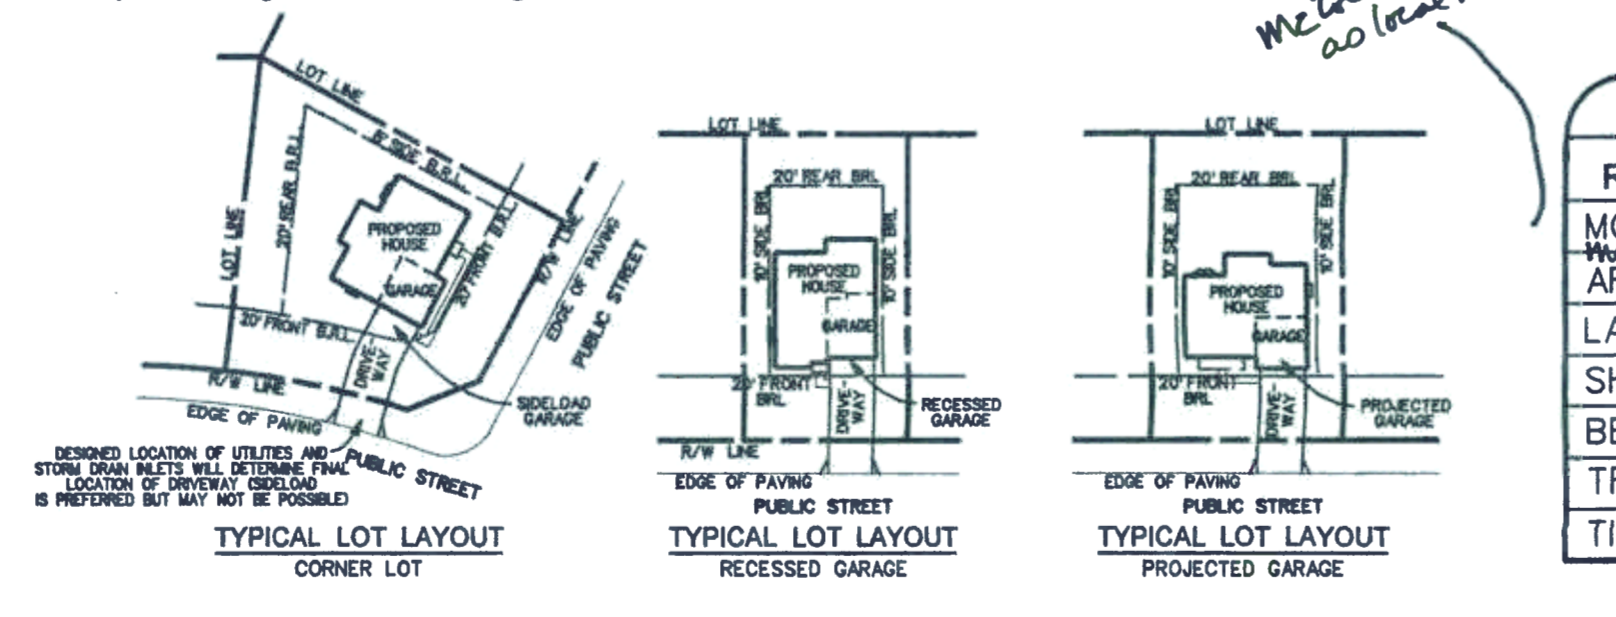 LOT LINE
8' SIDE B.R.L.
20' REAR B.R.L.
LOT LINE
PROPOSED
HOUSE
GARAGE
20' FRONT B.R.L.
R/W LINE
EDGE OF PAVING
PUBLIC STREET
20' FRONT B.R.L.
R/W LINE
DRIVE-
WAY
EDGE OF PAVING
PUBLIC STREET
SIDELOAD
GARAGE
DESIGNED LOCATION OF UTILITIES AND
STORM DRAIN INLETS WILL DETERMINE FINAL
LOCATION OF DRIVEWAY (SIDELOAD
IS PREFERRED BUT MAY NOT BE POSSIBLE)
TYPICAL LOT LAYOUT
CORNER LOT
LOT LINE
20' REAR BRL
10' SIDE BRL
10' SIDE BRL
PROPOSED
HOUSE
GARAGE
20' FRONT
BRL
DRIVE-
WAY
RECESSED
GARAGE
R/W LINE
EDGE OF PAVING
PUBLIC STREET
TYPICAL LOT LAYOUT
RECESSED GARAGE
LOT LINE
20' REAR BRL
10' SIDE BRL
10' SIDE BRL
PROPOSED
HOUSE
GARAGE
20' FRONT
BRL
DRIVE-
WAY
PROJECTED
GARAGE
EDGE OF PAVING
PUBLIC STREET
TYPICAL LOT LAYOUT
PROJECTED GARAGE
as local
LA
SH
BE
TI